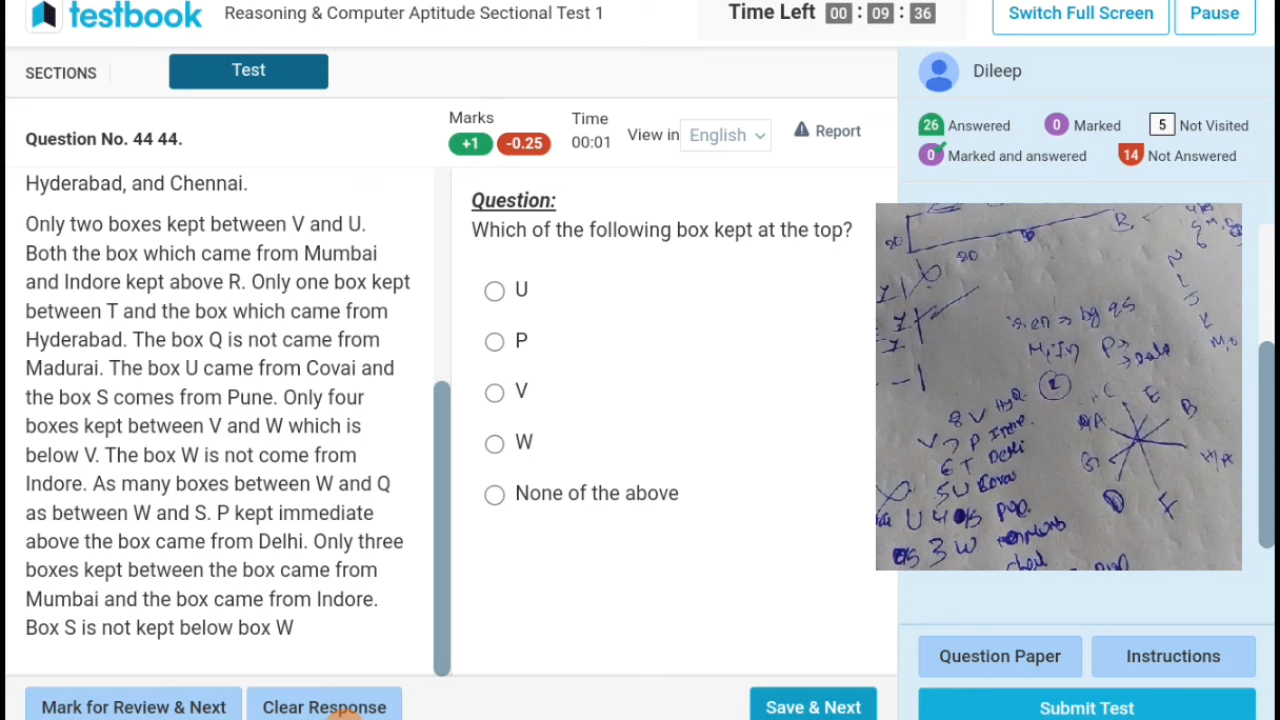 testbook
Reasoning & Computer Aptitude Sectional Test 1
Time Left 00 : 09 : 36
Switch Full Screen
Pause
SECTIONS
Test
Dileep
Question No. 44 44.
Marks
+1 -0.25
Time
00:01
View in English
Report
26 Answered
0 Marked
5 Not Visited
0 Marked and answered
14 Not Answered
Hyderabad, and Chennai.
Only two boxes kept between V and U.
Both the box which came from Mumbai
and Indore kept above R. Only one box kept
between T and the box which came from
Hyderabad. The box Q is not came from
Madurai. The box U came from Covai and
the box S comes from Pune. Only four
boxes kept between V and W which is
below V. The box W is not come from
Indore. As many boxes between W and Q
as between W and S. P kept immediate
above the box came from Delhi. Only three
boxes kept between the box came from
Mumbai and the box came from Indore.
Box S is not kept below box W
Question:
Which of the following box kept at the top?
U
P
V
W
None of the above
R
E
B
8 V
6 T
5 U
3 W
Question Paper
Instructions
Mark for Review & Next
Clear Response
Save & Next
Submit Test